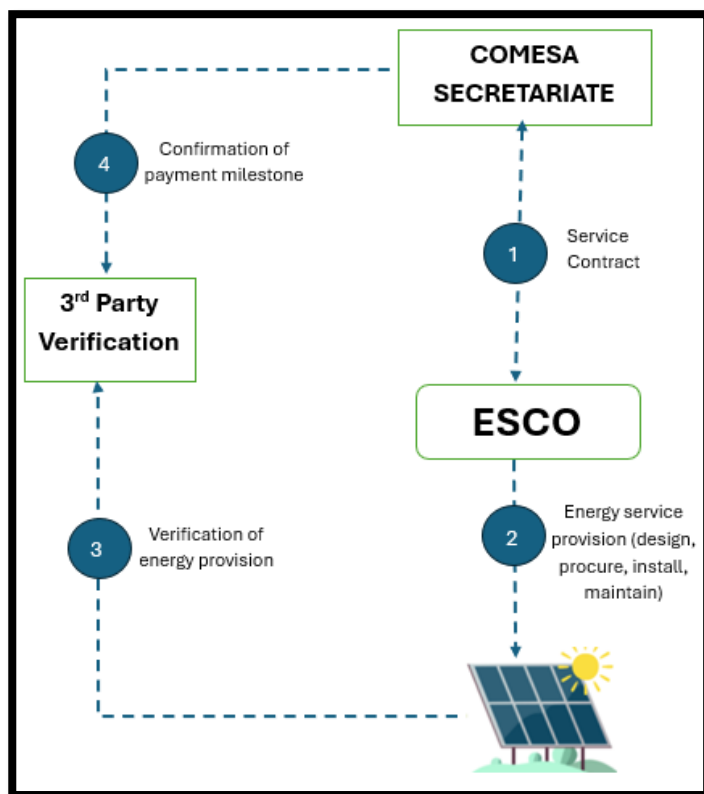 COMESA
SECRETARIATE
4
Confirmation of
payment milestone
1
Service
Contract
3rd Party
Verification
ESCO
2
Energy service
provision (design,
procure, install,
maintain)
3
Verification of
energy provision